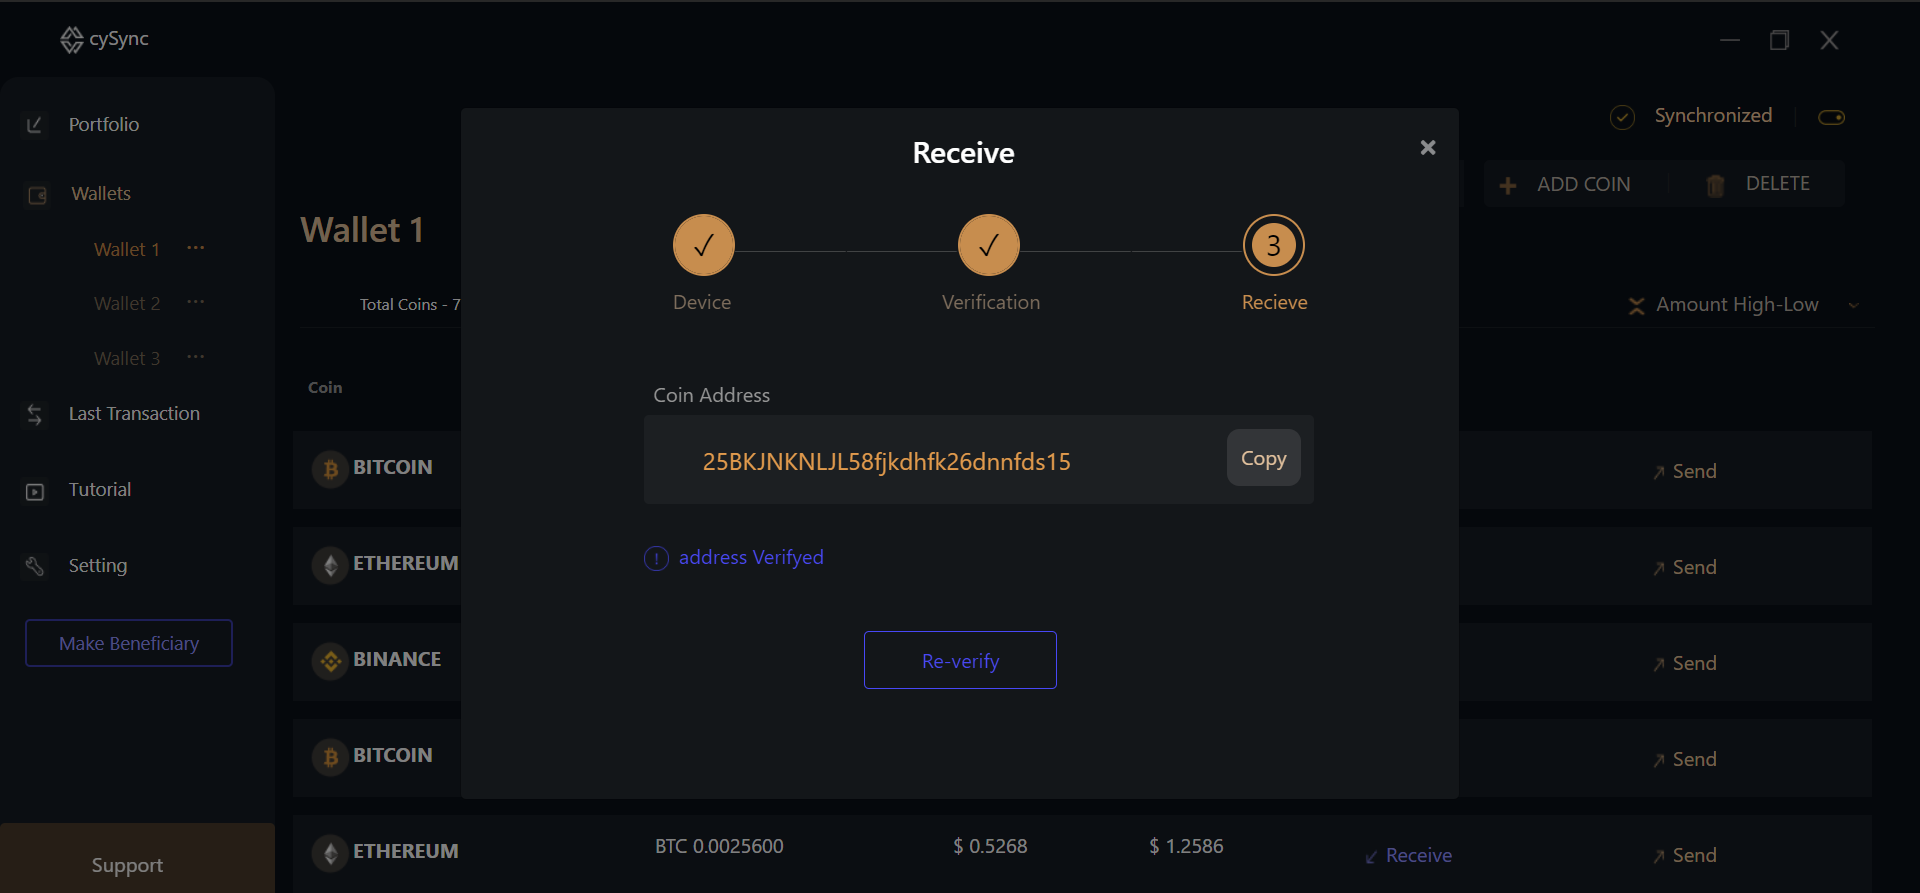 cySync
Portfolio
Wallets
Wallet 1 ...
Wallet 2 ...
Wallet 3 ...
Last Transaction
Tutorial
Setting
Make Beneficiary
Support
Synchronized
ADD COIN
DELETE
Wallet 1
Total Coins - 7
Amount High-Low
Coin
BITCOIN
Send
ETHEREUM
Send
BINANCE
Send
BITCOIN
Send
ETHEREUM BTC 0.0025600 $ 0.5268 $ 1.2586 Receive Send
Receive
✓ ✓ 3
Device Verification Recieve
Coin Address
25BKJNKNLJL58fjkdhfk26dnnfds15 Copy
address Verifyed
Re-verify